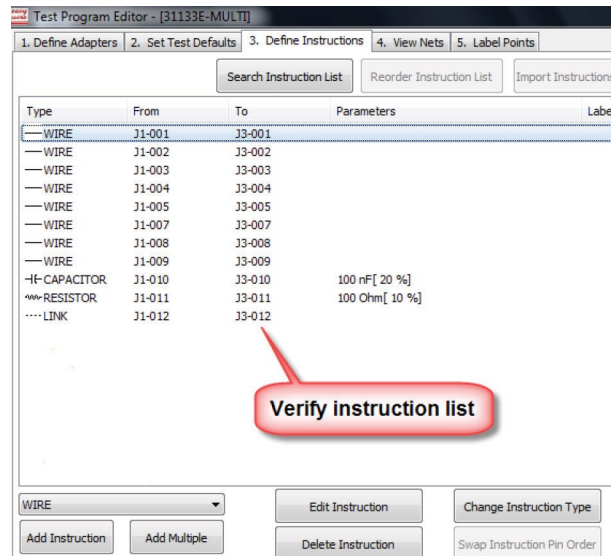 Test Program Editor - [31133E-MULTI]
1. Define Adapters 2. Set Test Defaults 3. Define Instructions 4. View Nets 5. Label Points
Search Instruction List Reorder Instruction List Import Instructions
Type From To Parameters Labe
WIRE J1-001 J3-001
WIRE J1-002 J3-002
WIRE J1-003 J3-003
WIRE J1-004 J3-004
WIRE J1-005 J3-005
WIRE J1-007 J3-007
WIRE J1-008 J3-008
WIRE J1-009 J3-009
CAPACITOR J1-010 J3-010 100 nF[ 20 %]
RESISTOR J1-011 J3-011 100 Ohm[ 10 %]
LINK J1-012 J3-012
Verify instruction list
WIRE Edit Instruction Change Instruction Type
Add Instruction Add Multiple Delete Instruction Swap Instruction Pin Order